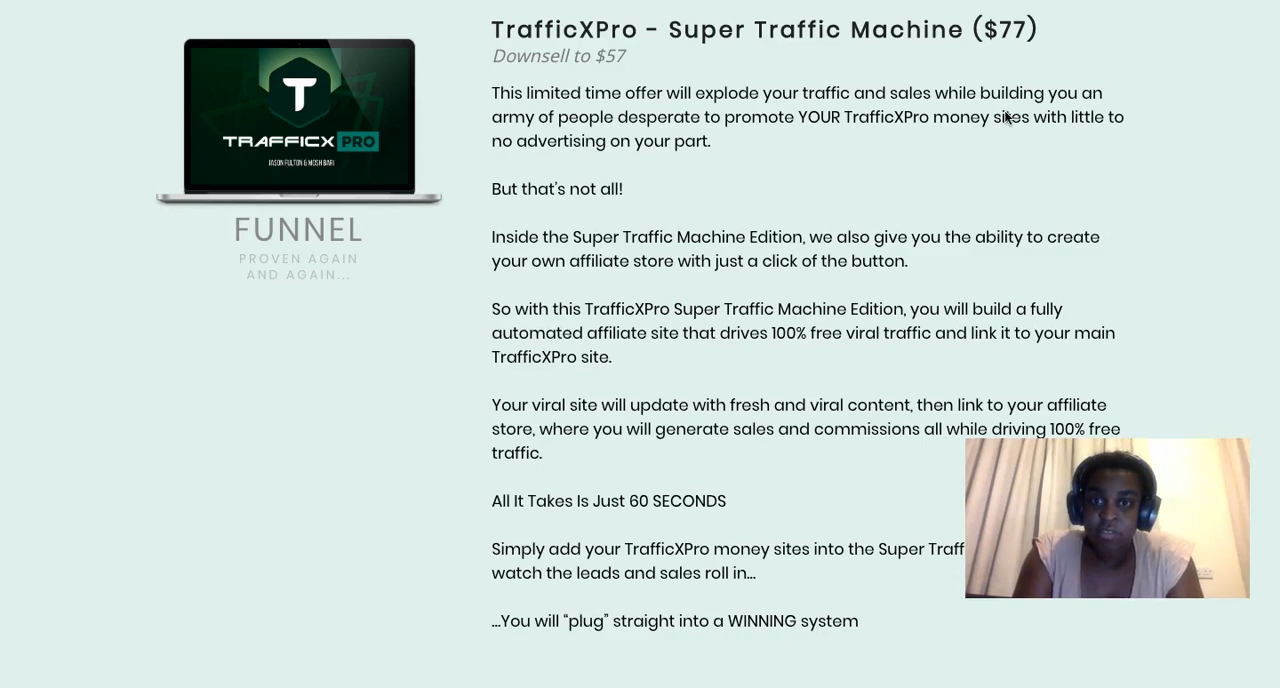 TrafficXPro - Super Traffic Machine ($77)
Downsell to $57
T
TRAFFICX PRO
JASON FULTON & MOSH BARI
FUNNEL
PROVEN AGAIN
AND AGAIN...
This limited time offer will explode your traffic and sales while building you an
army of people desperate to promote YOUR TrafficXPro money sites with little to
no advertising on your part.
But that's not all!
Inside the Super Traffic Machine Edition, we also give you the ability to create
your own affiliate store with just a click of the button.
So with this TrafficXPro Super Traffic Machine Edition, you will build a fully
automated affiliate site that drives 100% free viral traffic and link it to your main
TrafficXPro site.
Your viral site will update with fresh and viral content, then link to your affiliate
store, where you will generate sales and commissions all while driving 100% free
traffic.
All It Takes Is Just 60 SECONDS
Simply add your TrafficXPro money sites into the Super Traff
watch the leads and sales roll in...
...You will “plug” straight into a WINNING system